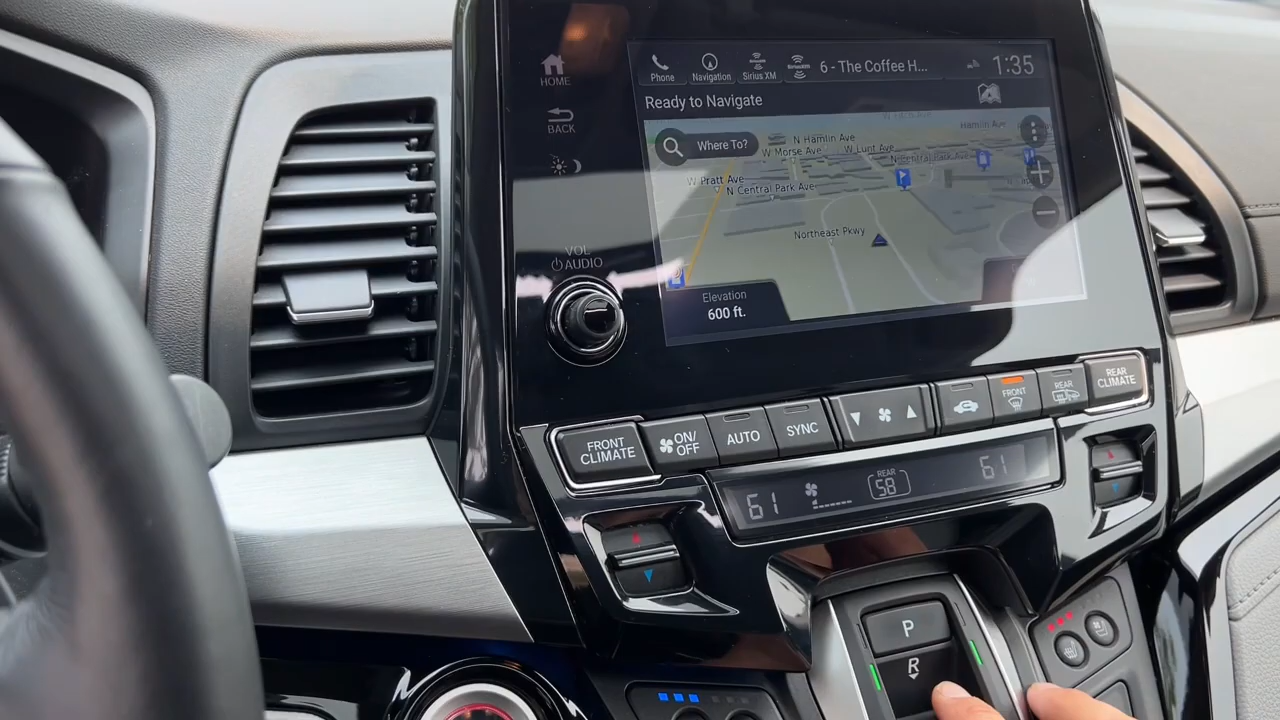 HOME
BACK
VOL
AUDIO
Phone
Navigation
SiriusXM
Sirius XM
SiriusXM
6 - The Coffee H...
1:35
Ready to Navigate
Where To?
N Hamlin Ave
Hamlin Ave
W Morse Ave
W Lunt Ave
N Central Park Ave
W Pratt Ave
N Central Park Ave
Northeast Pkwy
Elevation
600 ft.
FRONT
CLIMATE
ON/
OFF
AUTO
SYNC
FRONT
REAR
REAR
CLIMATE
61
REAR
58
61
P
R